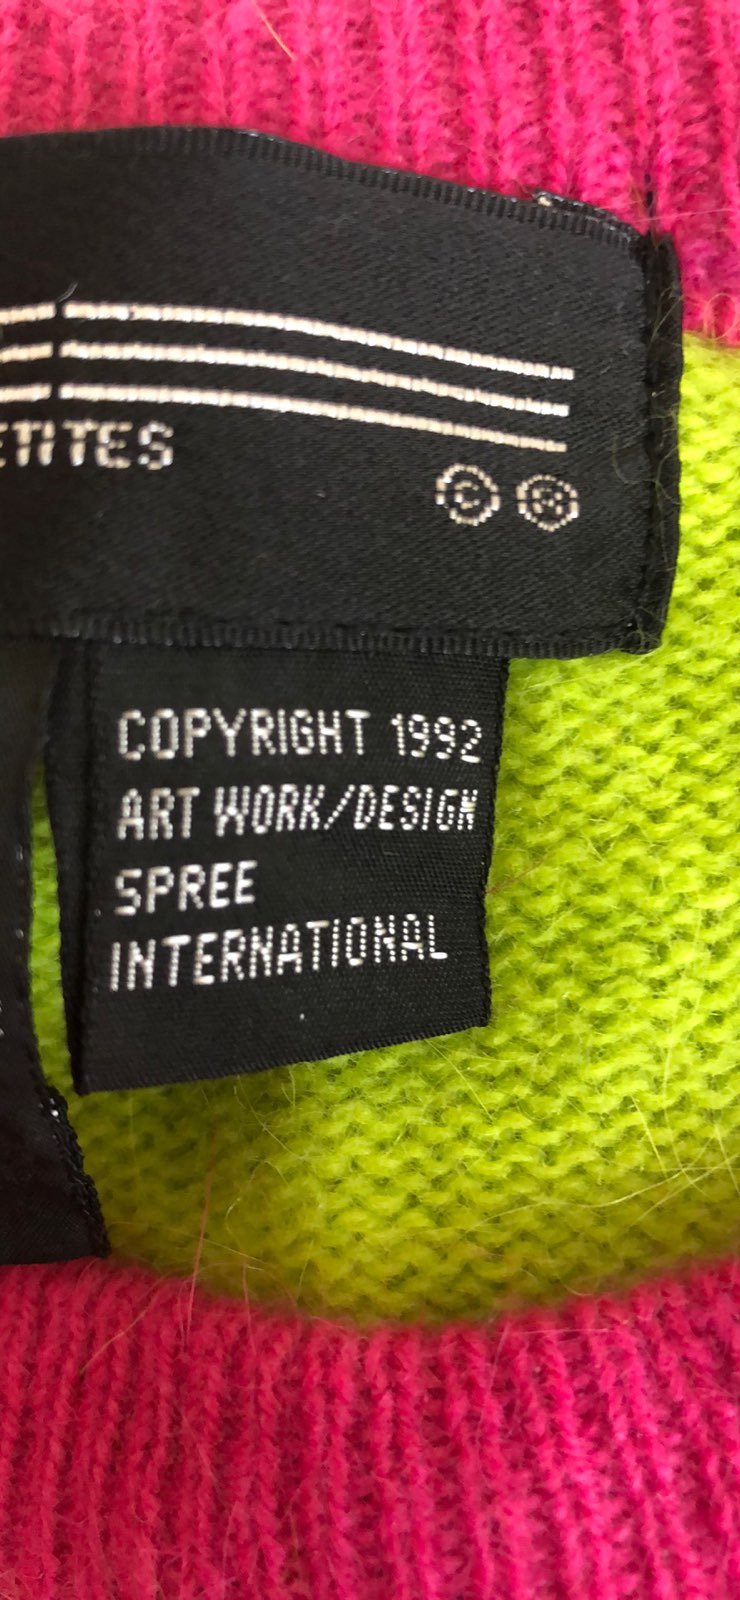 ETITES
© ®
COPYRIGHT 1992
ART WORK/DESIGN
SPREE
INTERNATIONAL